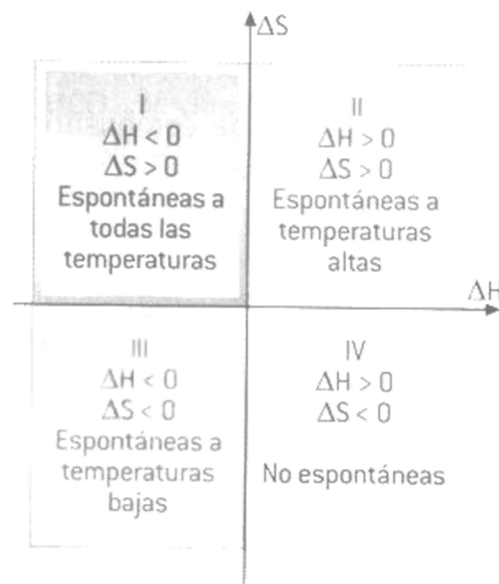 ΔS
I
ΔH < 0
ΔS > 0
Espontáneas a
todas las
temperaturas
II
ΔH > 0
ΔS > 0
Espontáneas a
temperaturas
altas
ΔH
III
ΔH < 0
ΔS < 0
Espontáneas a
temperaturas
bajas
IV
ΔH > 0
ΔS < 0
No espontáneas